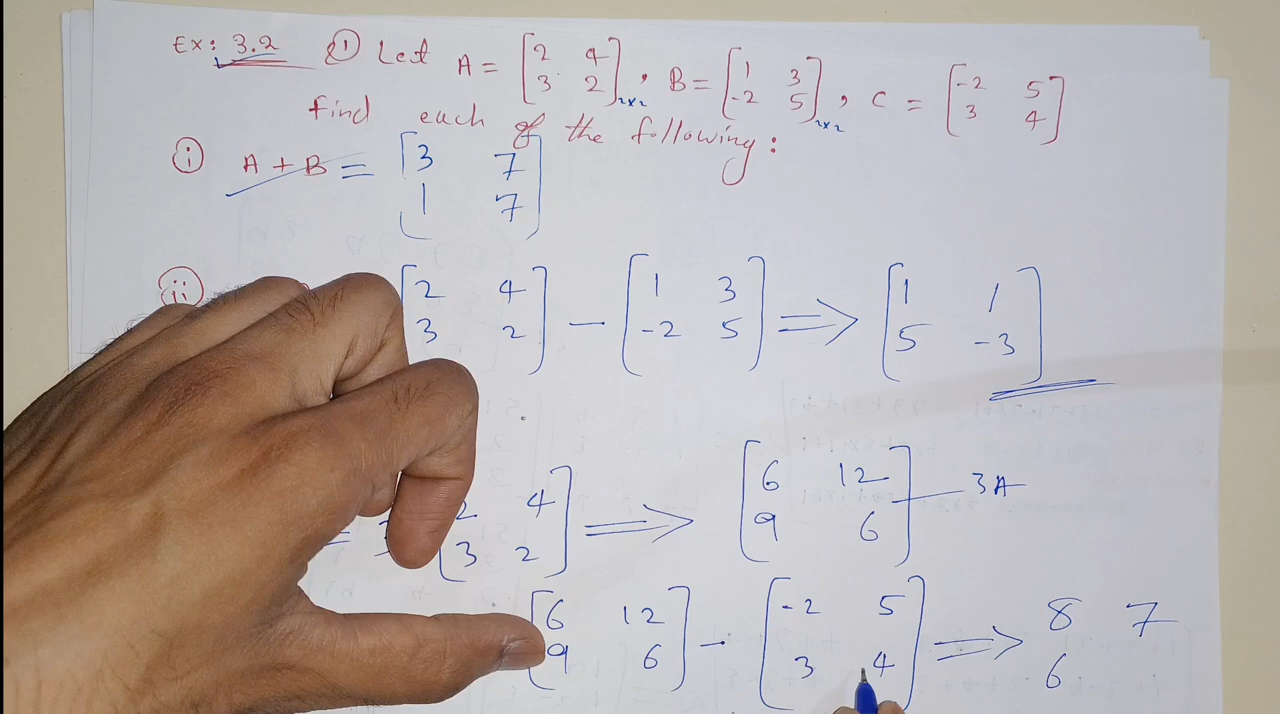 Ex: 3.2 ① Let A = [2 4 3 2]2x2, B = [1 3 -2 5]2x2, C = [-2 5 3 4]
find each of the following:
(i) A + B = [3 7 1 7]
(ii) [2 4 3 2] - [1 3 -2 5] ⇒ [1 1 5 -3]
= [2 4 3 2] ⇒ [6 12 9 6] — 3A
[6 12 9 6] - [-2 5 3 4] ⇒ 8 7 6